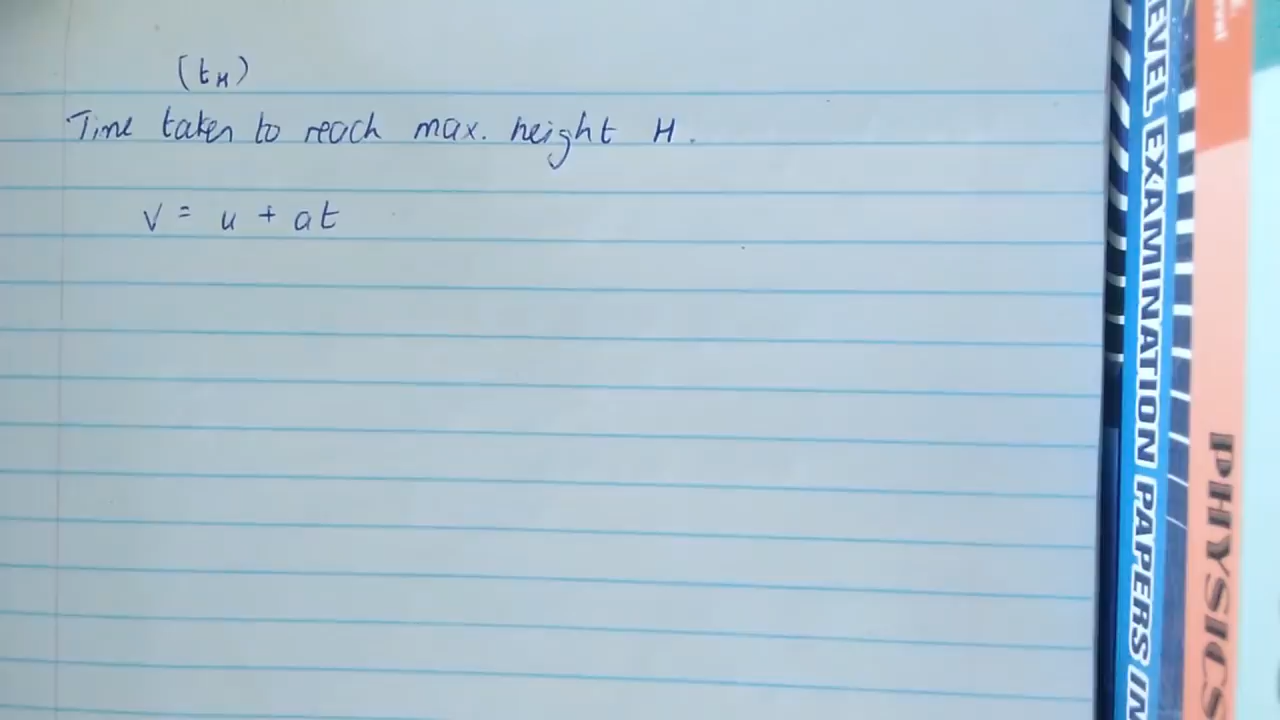 (tH)
Time taken to reach max. height H.
v = u + at
EVEL EXAMINATION PAPERS IN
PHYSICS